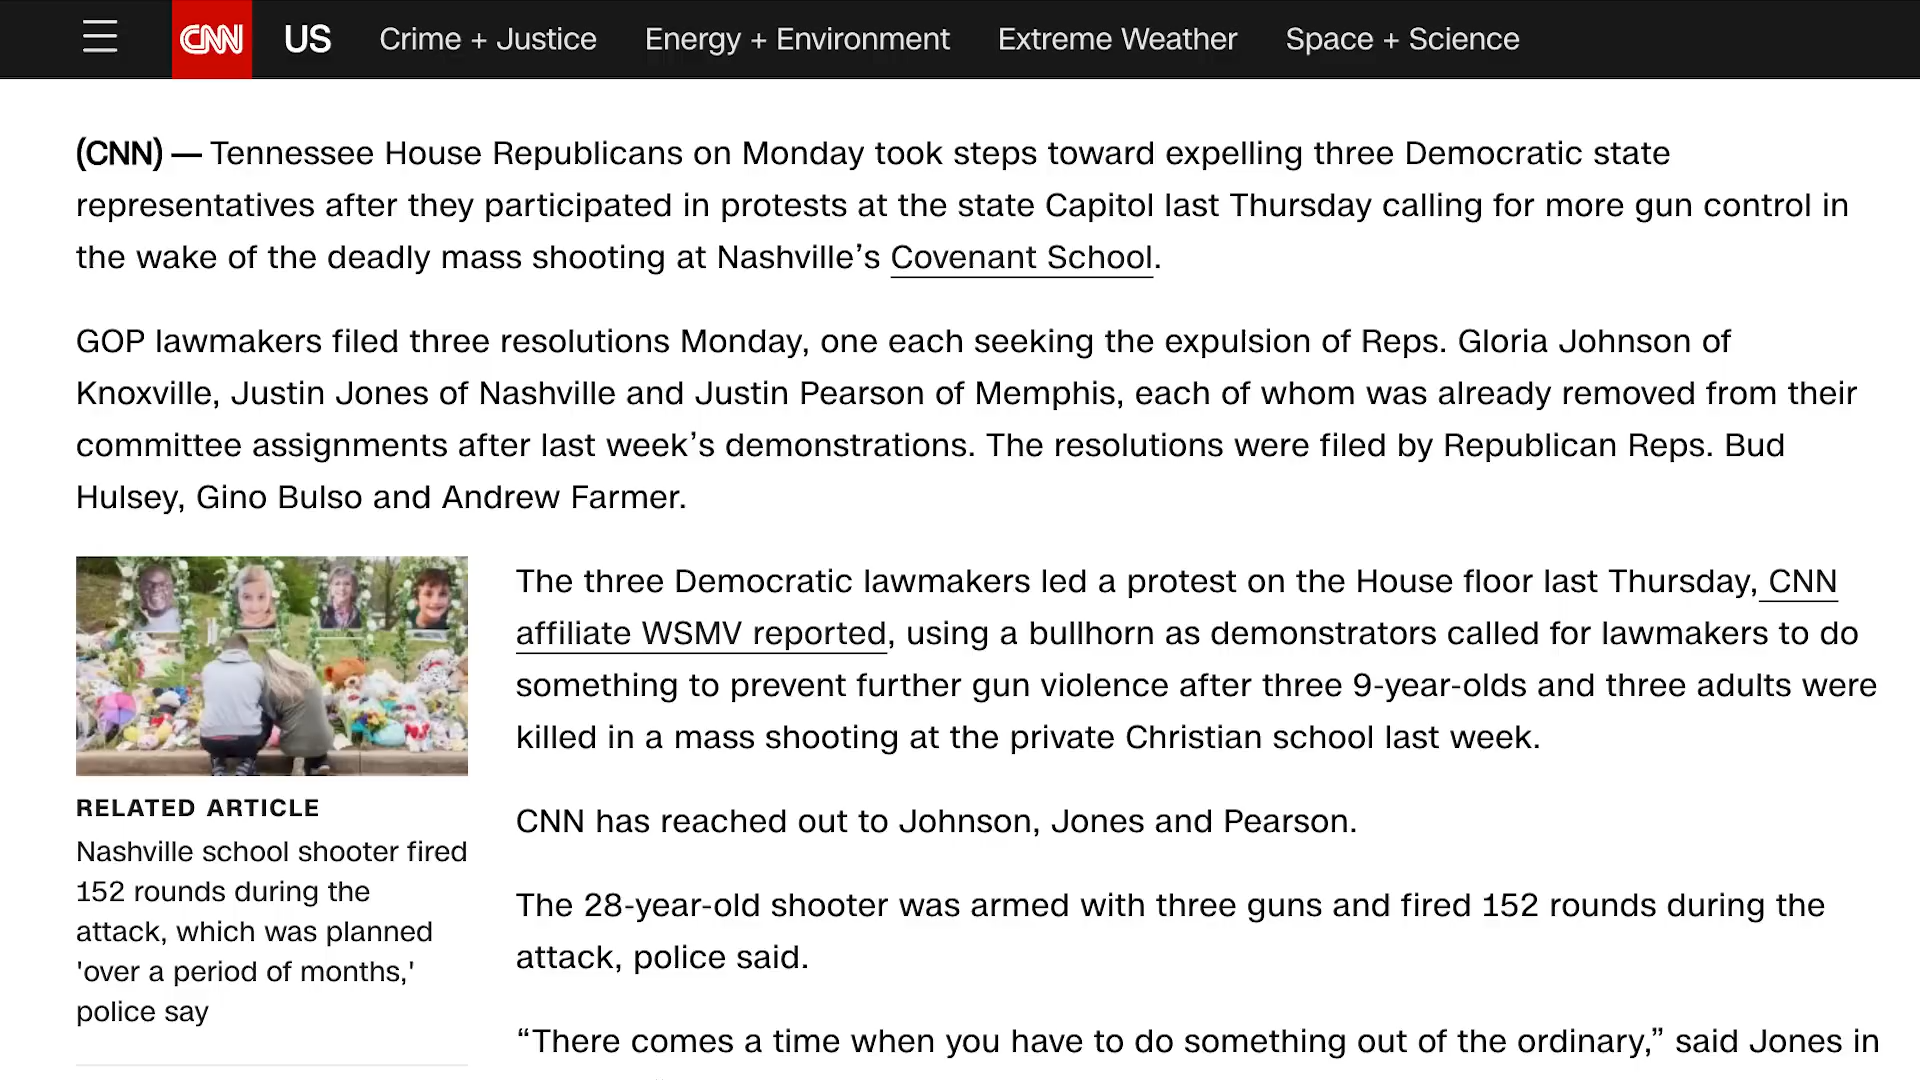 CNN US Crime + Justice Energy + Environment Extreme Weather Space + Science
(CNN) — Tennessee House Republicans on Monday took steps toward expelling three Democratic state
representatives after they participated in protests at the state Capitol last Thursday calling for more gun control in
the wake of the deadly mass shooting at Nashville’s Covenant School.
GOP lawmakers filed three resolutions Monday, one each seeking the expulsion of Reps. Gloria Johnson of
Knoxville, Justin Jones of Nashville and Justin Pearson of Memphis, each of whom was already removed from their
committee assignments after last week’s demonstrations. The resolutions were filed by Republican Reps. Bud
Hulsey, Gino Bulso and Andrew Farmer.
RELATED ARTICLE
Nashville school shooter fired
152 rounds during the
attack, which was planned
'over a period of months,'
police say
The three Democratic lawmakers led a protest on the House floor last Thursday, CNN
affiliate WSMV reported, using a bullhorn as demonstrators called for lawmakers to do
something to prevent further gun violence after three 9-year-olds and three adults were
killed in a mass shooting at the private Christian school last week.
CNN has reached out to Johnson, Jones and Pearson.
The 28-year-old shooter was armed with three guns and fired 152 rounds during the
attack, police said.
“There comes a time when you have to do something out of the ordinary,” said Jones in